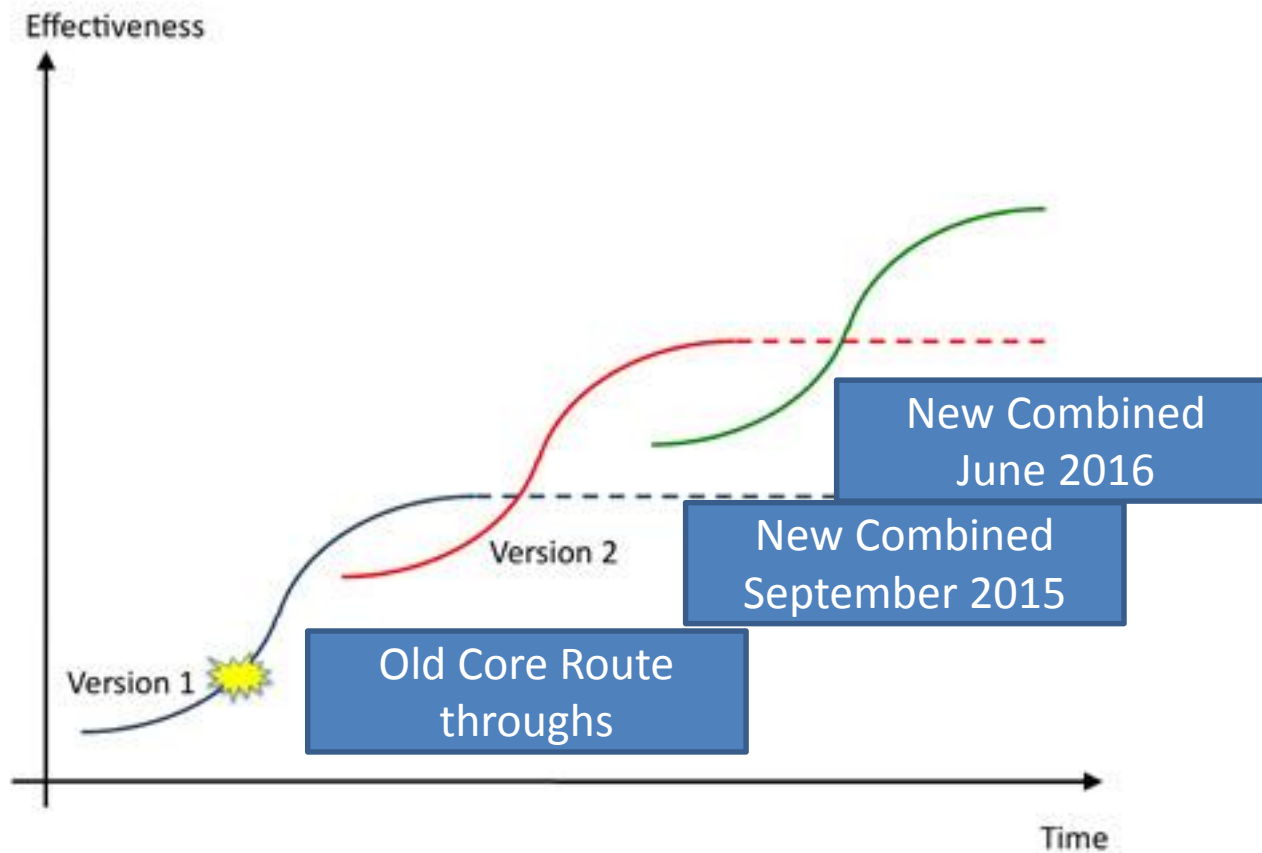 Effectiveness
New Combined
June 2016
New Combined
September 2015
Version 2
Old Core Route
throughs
Version 1
Time